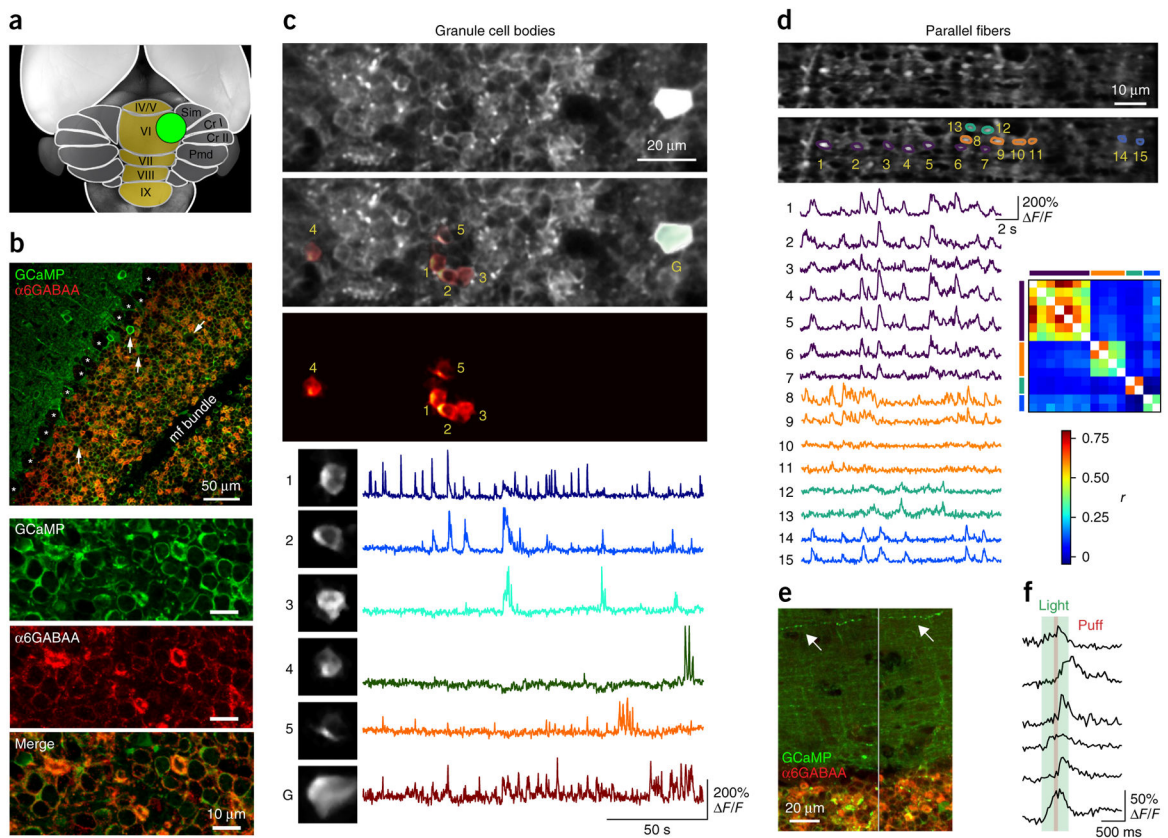 a
IV/V
Sim
VI
Cr I
Cr II
VII
Pmd
VIII
IX
b
GCaMP
α6GABAA
mf bundle
50 μm
GCaMP
α6GABAA
Merge
10 μm
c
Granule cell bodies
20 μm
4
5
1
3
2
G
4
5
1
3
2
1
2
3
4
5
G
200%
ΔF/F
50 s
d
Parallel fibers
10 μm
13
12
8
1
2
3
4
5
6
7
9
10
11
14
15
1
200%
ΔF/F
2 s
2
3
4
5
6
7
8
9
10
11
12
13
14
15
0.75
0.50
r
0.25
0
e
GCaMP
α6GABAA
20 μm
f
Light
Puff
50%
ΔF/F
500 ms